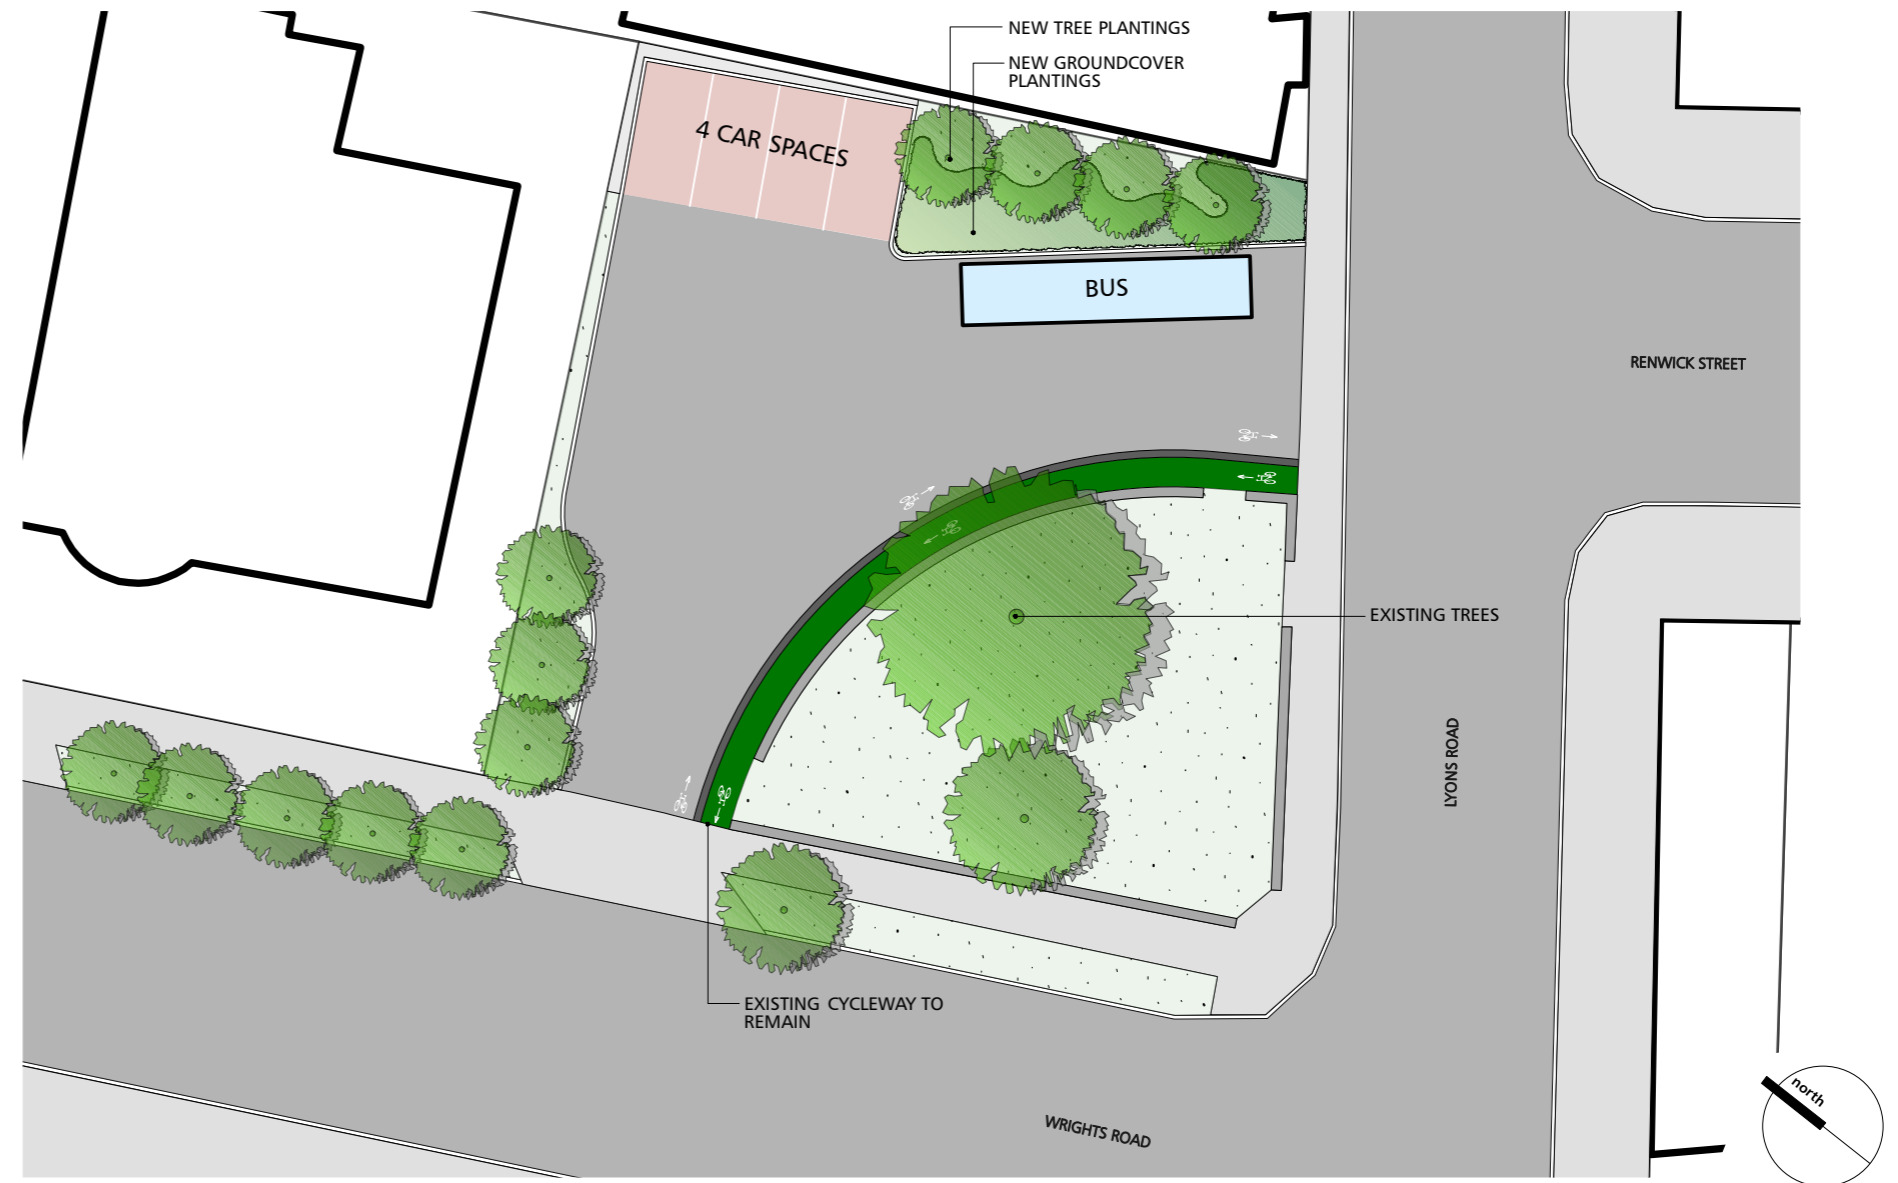 NEW TREE PLANTINGS
NEW GROUNDCOVER
PLANTINGS
4 CAR SPACES
BUS
RENWICK STREET
EXISTING TREES
LYONS ROAD
EXISTING CYCLEWAY TO
REMAIN
WRIGHTS ROAD
north